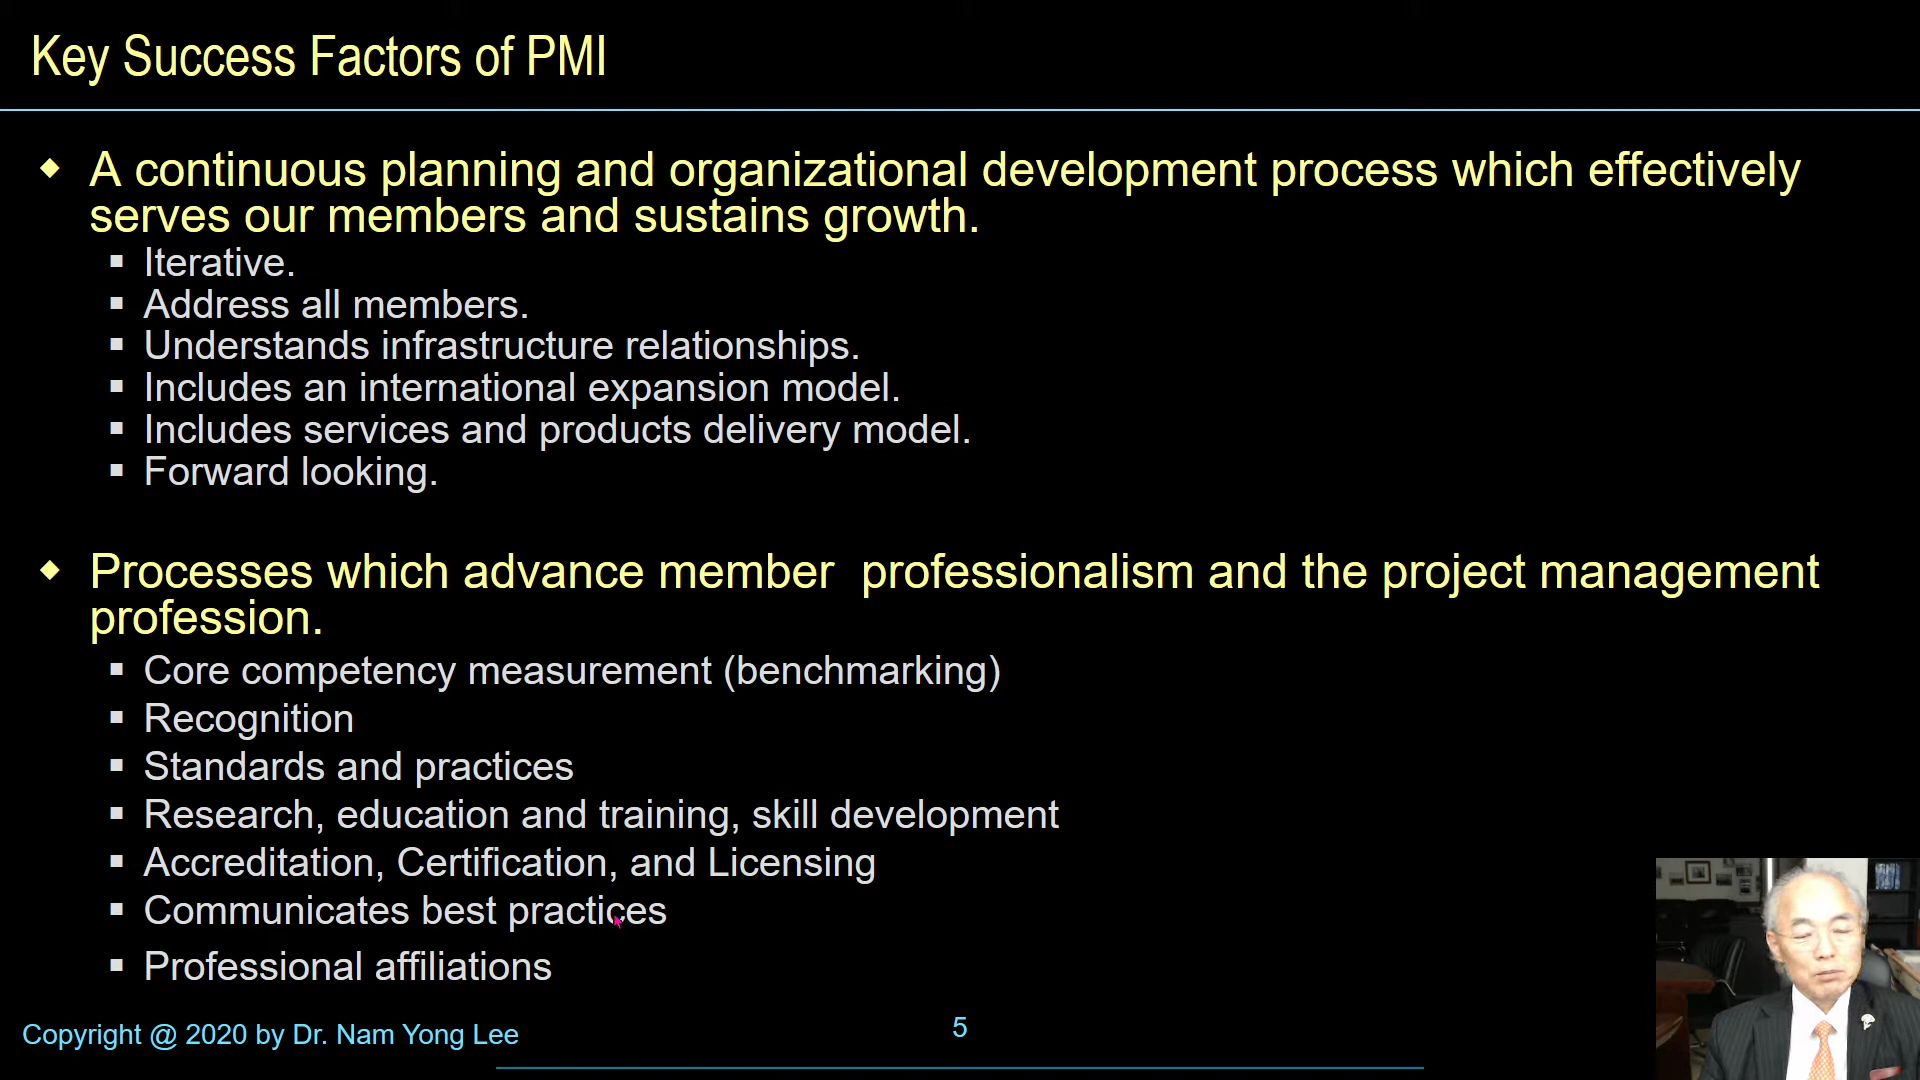 Key Success Factors of PMI
A continuous planning and organizational development process which effectively
serves our members and sustains growth.
Iterative.
Address all members.
Understands infrastructure relationships.
Includes an international expansion model.
Includes services and products delivery model.
Forward looking.
Processes which advance member  professionalism and the project management
profession.
Core competency measurement (benchmarking)
Recognition
Standards and practices
Research, education and training, skill development
Accreditation, Certification, and Licensing
Communicates best practices
Professional affiliations
Copyright @ 2020 by Dr. Nam Yong Lee
5